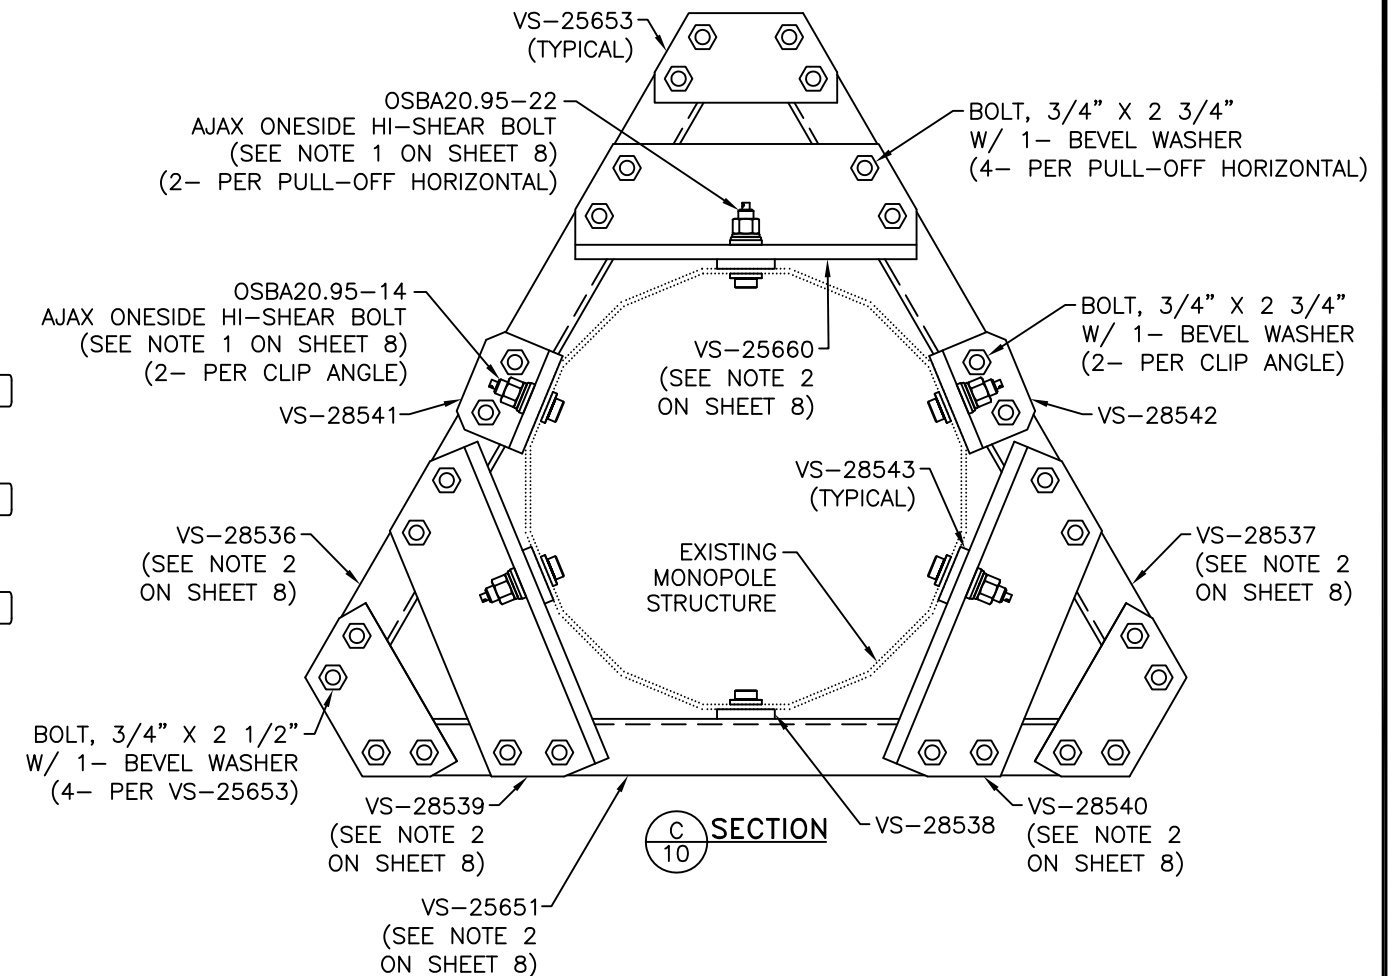 VS-25653
(TYPICAL)
OSBA20.95-22
AJAX ONESIDE HI-SHEAR BOLT
(SEE NOTE 1 ON SHEET 8)
(2- PER PULL-OFF HORIZONTAL)
BOLT, 3/4" X 2 3/4"
W/ 1- BEVEL WASHER
(4- PER PULL-OFF HORIZONTAL)
OSBA20.95-14
AJAX ONESIDE HI-SHEAR BOLT
(SEE NOTE 1 ON SHEET 8)
(2- PER CLIP ANGLE)
VS-28541
VS-25660
(SEE NOTE 2
ON SHEET 8)
BOLT, 3/4" X 2 3/4"
W/ 1- BEVEL WASHER
(2- PER CLIP ANGLE)
VS-28542
VS-28543
(TYPICAL)
VS-28536
(SEE NOTE 2
ON SHEET 8)
EXISTING
MONOPOLE
STRUCTURE
VS-28537
(SEE NOTE 2
ON SHEET 8)
BOLT, 3/4" X 2 1/2"
W/ 1- BEVEL WASHER
(4- PER VS-25653)
VS-28539
(SEE NOTE 2
ON SHEET 8)
C
10
SECTION
VS-28538
VS-28540
(SEE NOTE 2
ON SHEET 8)
VS-25651
(SEE NOTE 2
ON SHEET 8)